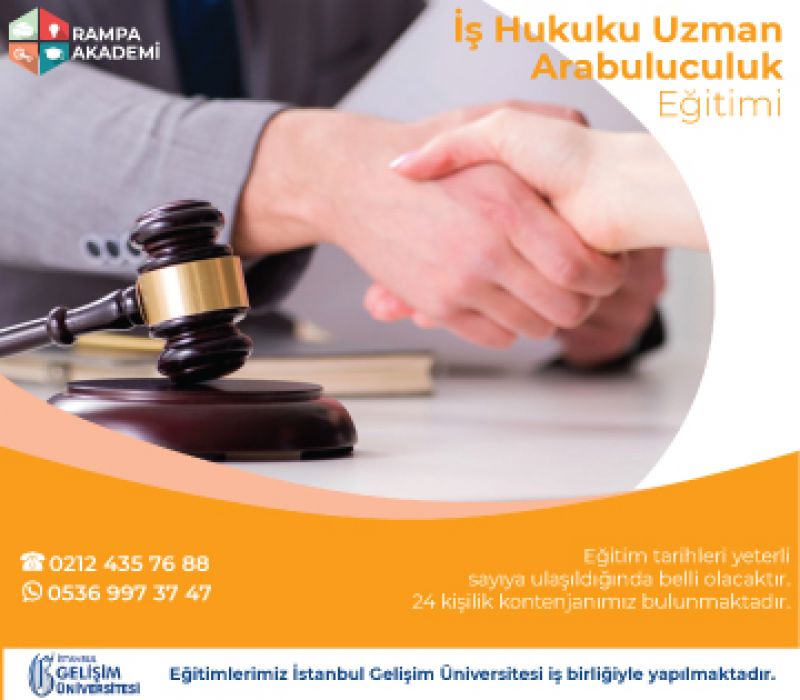 RAMPA
AKADEMİ
İş Hukuku Uzman
Arabuluculuk
Eğitimi
0212 435 76 88
0536 997 37 47
Eğitim tarihleri yeterli
sayıya ulaşıldığında belli olacaktır.
24 kişilik kontenjanımız bulunmaktadır.
İSTANBUL
GELİŞİM
ÜNİVERSİTESİ
Eğitimlerimiz İstanbul Gelişim Üniversitesi iş birliğiyle yapılmaktadır.